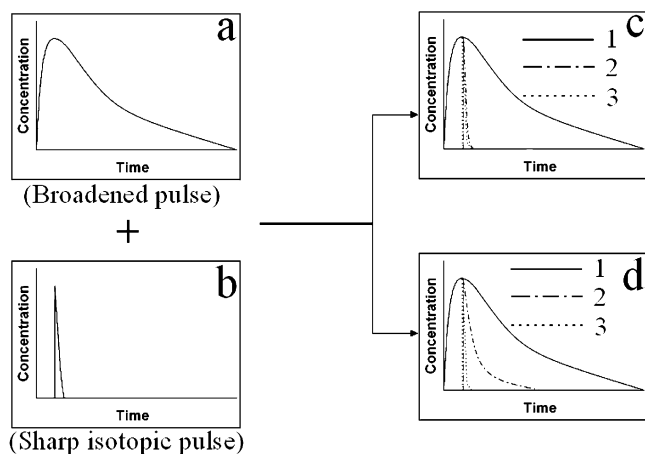 a
Concentration
Time
(Broadened pulse)
+
b
Concentration
Time
(Sharp isotopic pulse)
c
1
2
3
Concentration
Time
d
1
2
3
Concentration
Time